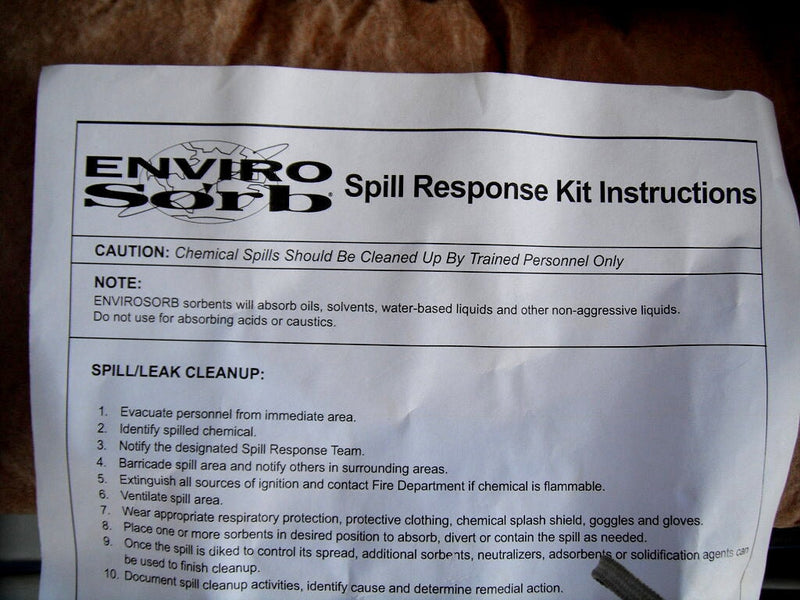 ENVIRO
Sorb®
Spill Response Kit Instructions
CAUTION: Chemical Spills Should Be Cleaned Up By Trained Personnel Only
NOTE:
ENVIROSORB sorbents will absorb oils, solvents, water-based liquids and other non-aggressive liquids.
Do not use for absorbing acids or caustics.
SPILL/LEAK CLEANUP:
1. Evacuate personnel from immediate area.
2. Identify spilled chemical.
3. Notify the designated Spill Response Team.
4. Barricade spill area and notify others in surrounding areas.
5. Extinguish all sources of ignition and contact Fire Department if chemical is flammable.
6. Ventilate spill area.
7. Wear appropriate respiratory protection, protective clothing, chemical splash shield, goggles and gloves.
8. Place one or more sorbents in desired position to absorb, divert or contain the spill as needed.
9. Once the spill is diked to control its spread, additional sorbents, neutralizers, adsorbents or solidification agents can
be used to finish cleanup.
10. Document spill cleanup activities, identify cause and determine remedial action.